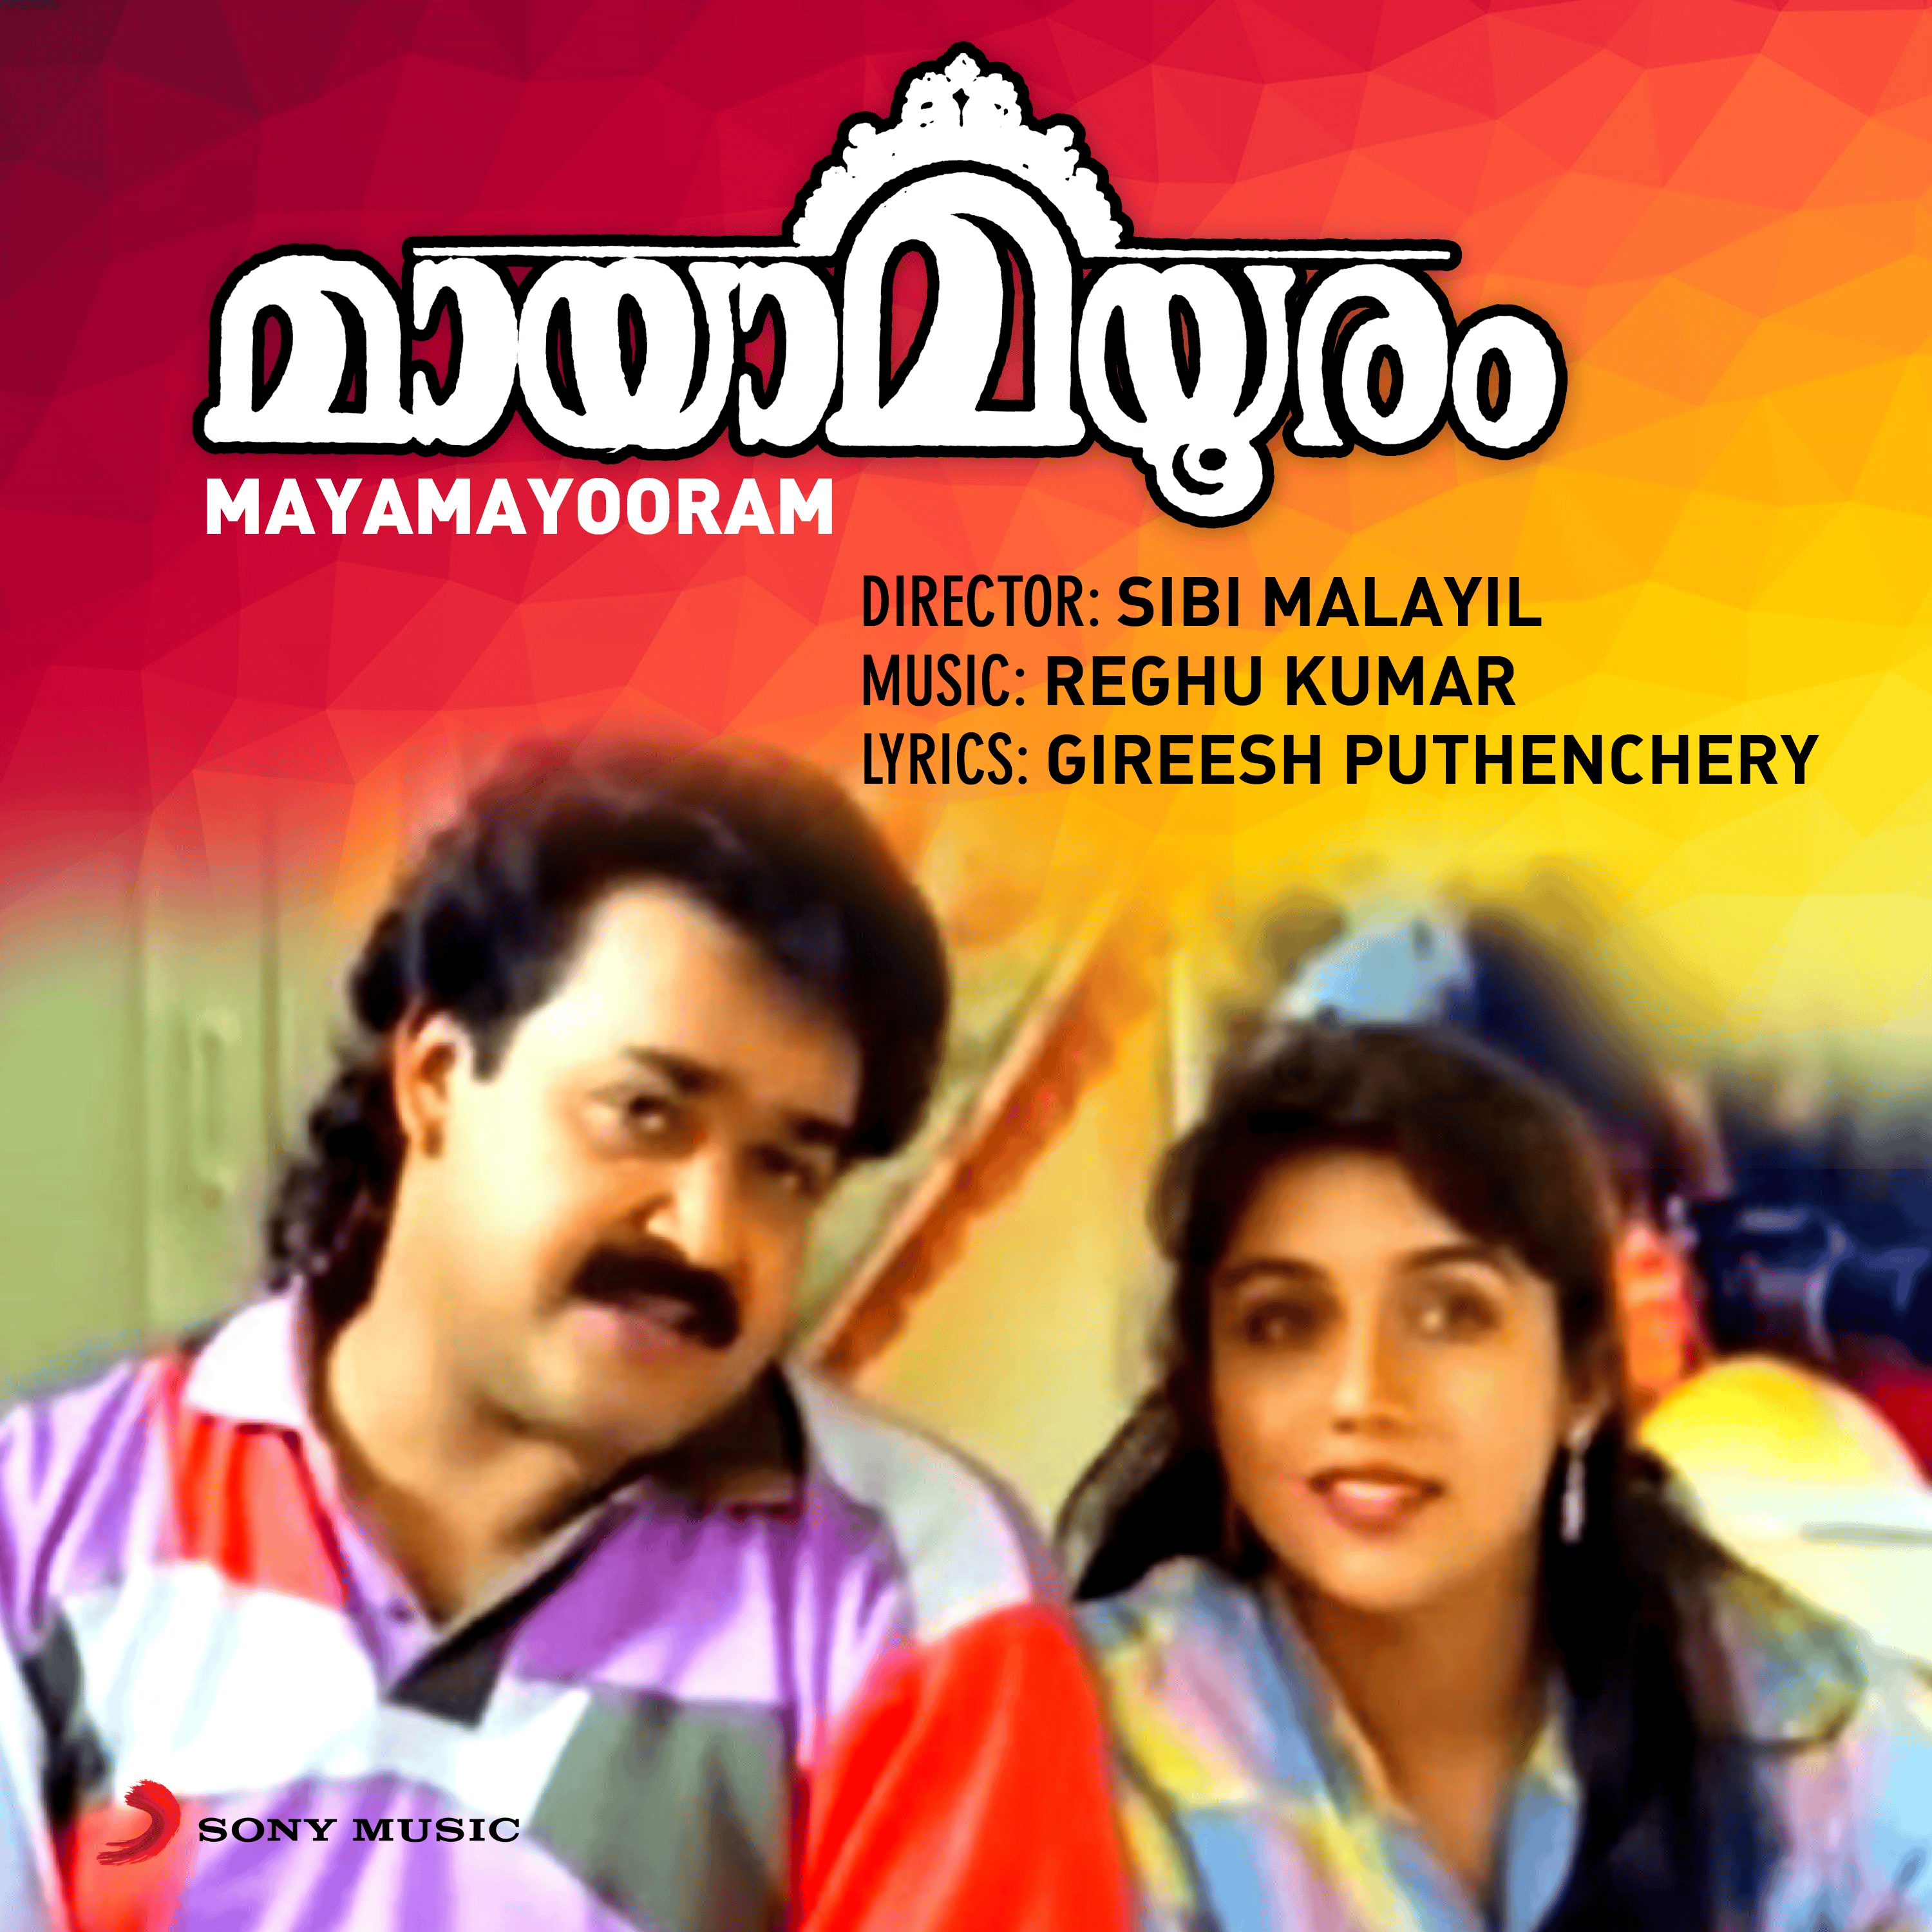 മായാമയൂരം
MAYAMAYOORAM
DIRECTOR: SIBI MALAYIL
MUSIC: REGHU KUMAR
LYRICS: GIREESH PUTHENCHERY
SONY MUSIC